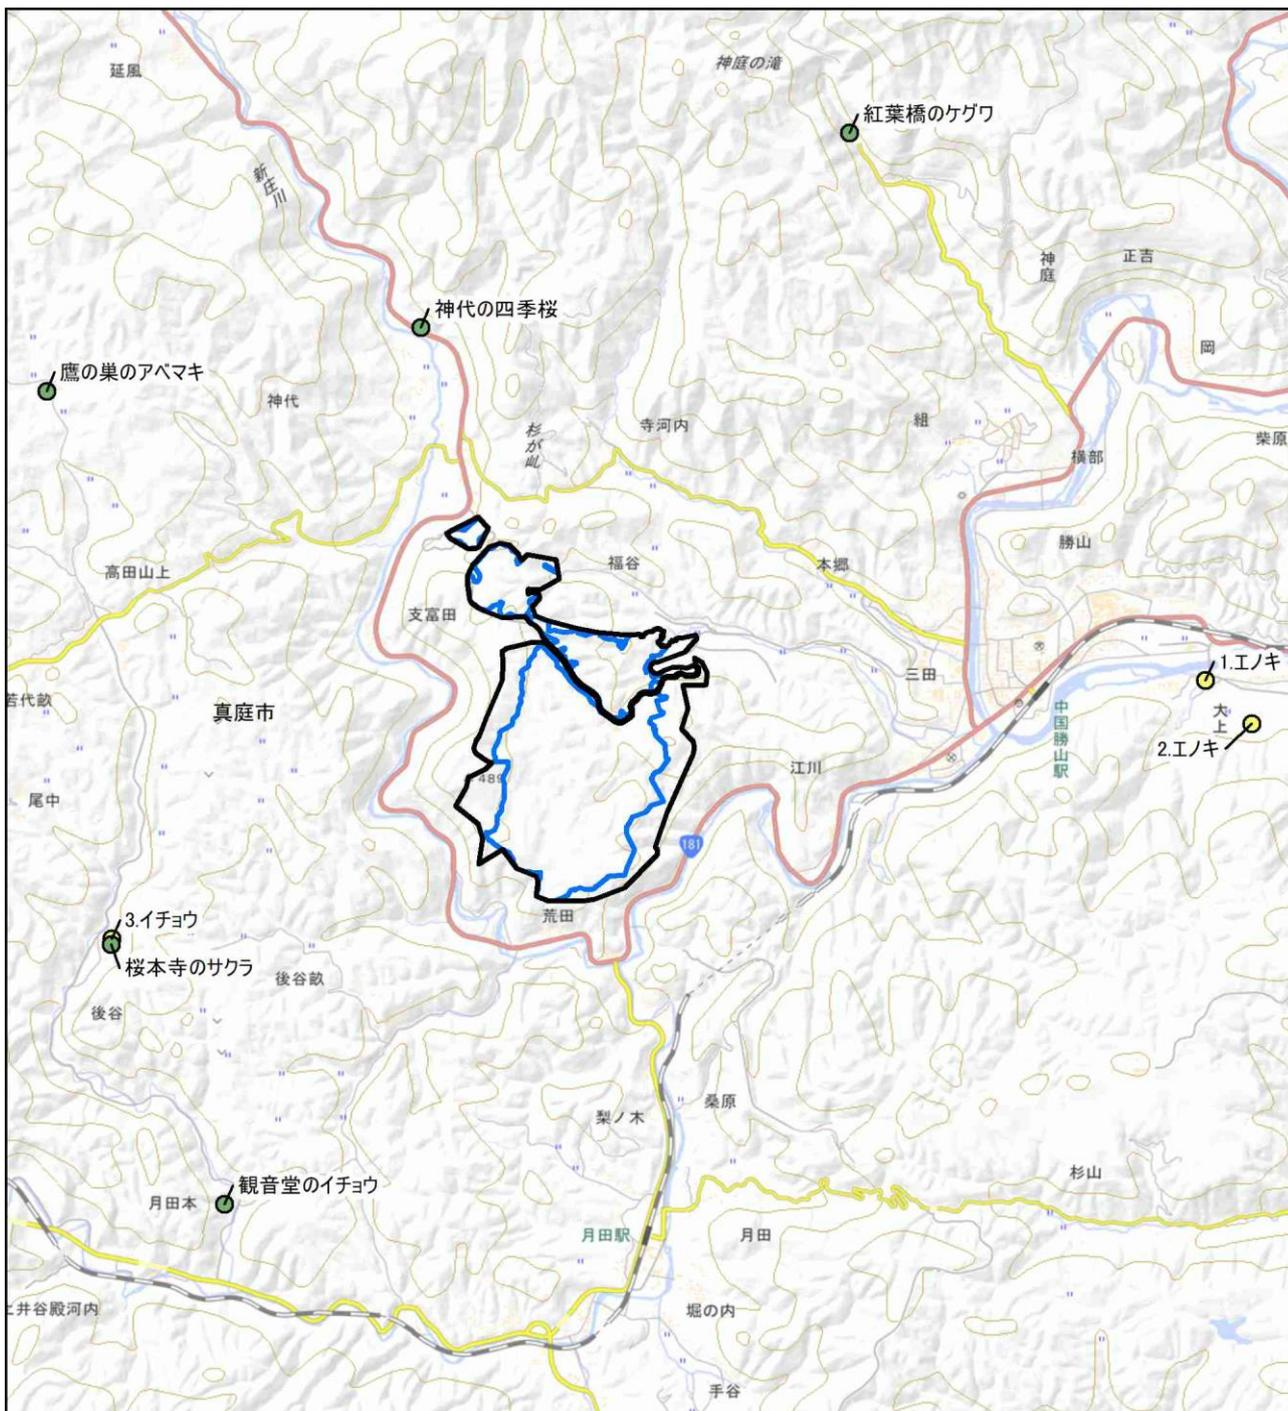 延風
神庭の滝
紅葉橋のケグワ
新庄川
神庭
正吉
神代の四季桜
岡
鷹の巣のアベマキ
神代
寺河内
組
杉が乢
柴原
横部
勝山
福谷
本郷
高田山上
支富田
三田
1.エノキ
若代畝
真庭市
大上
中国勝山駅
2.エノキ
江川
489
尾中
181
荒田
3.イチョウ
桜本寺のサクラ
後谷畝
後谷
桑原
梨ノ木
杉山
観音堂のイチョウ
月田本
月田駅
月田
上井谷殿河内
堀の内
手谷